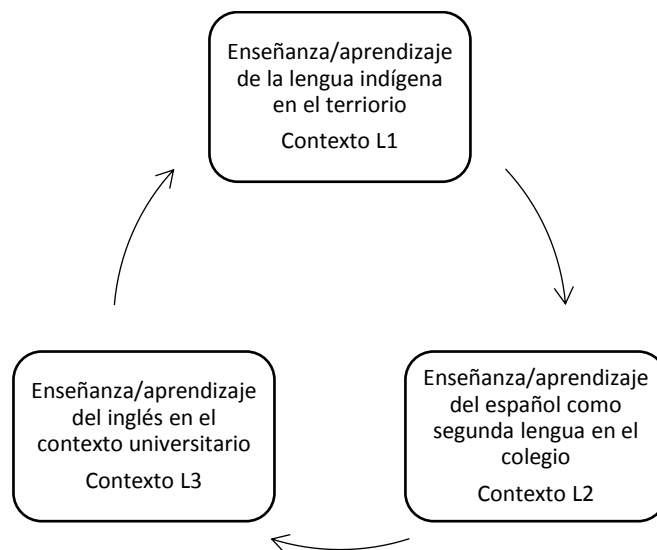 Enseñanza/aprendizaje
de la lengua indígena
en el terriorio
Contexto L1
Enseñanza/aprendizaje
del inglés en el
contexto universitario
Contexto L3
Enseñanza/aprendizaje
del español como
segunda lengua en el
colegio
Contexto L2